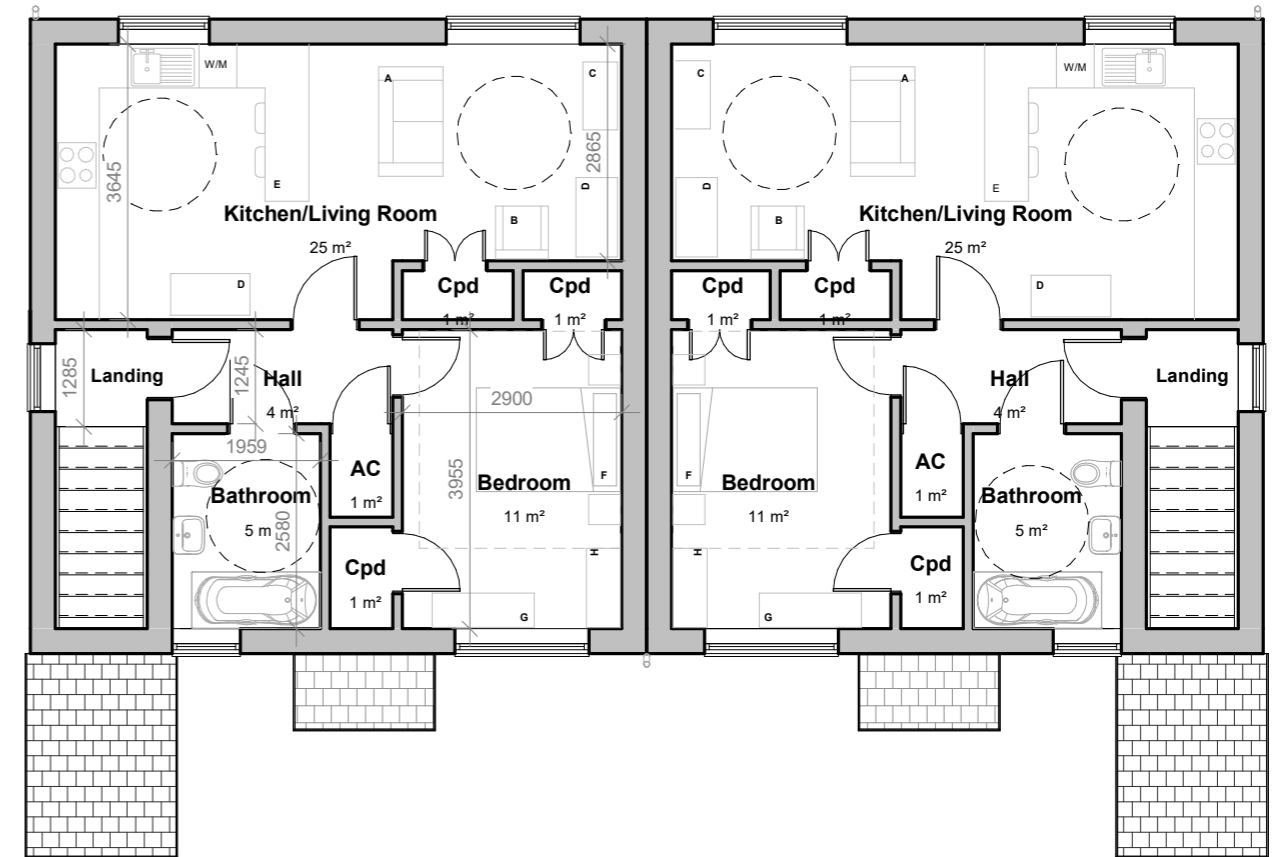 W/M
A
C
3645
2865
E
D
B
Kitchen/Living Room
25 m²
D
Cpd
1 m²
Cpd
1 m²
1285
Landing
1245
Hall
4 m²
2900
1959
AC
1 m²
3955
Bedroom
11 m²
F
Bathroom
5 m
2580
Cpd
1 m²
H
G
C
A
W/M
D
B
E
Kitchen/Living Room
25 m²
D
Cpd
1 m²
Cpd
1 m²
Hall
4 m²
Landing
F
Bedroom
11 m²
AC
1 m²
Bathroom
5 m²
H
G
Cpd
1 m²